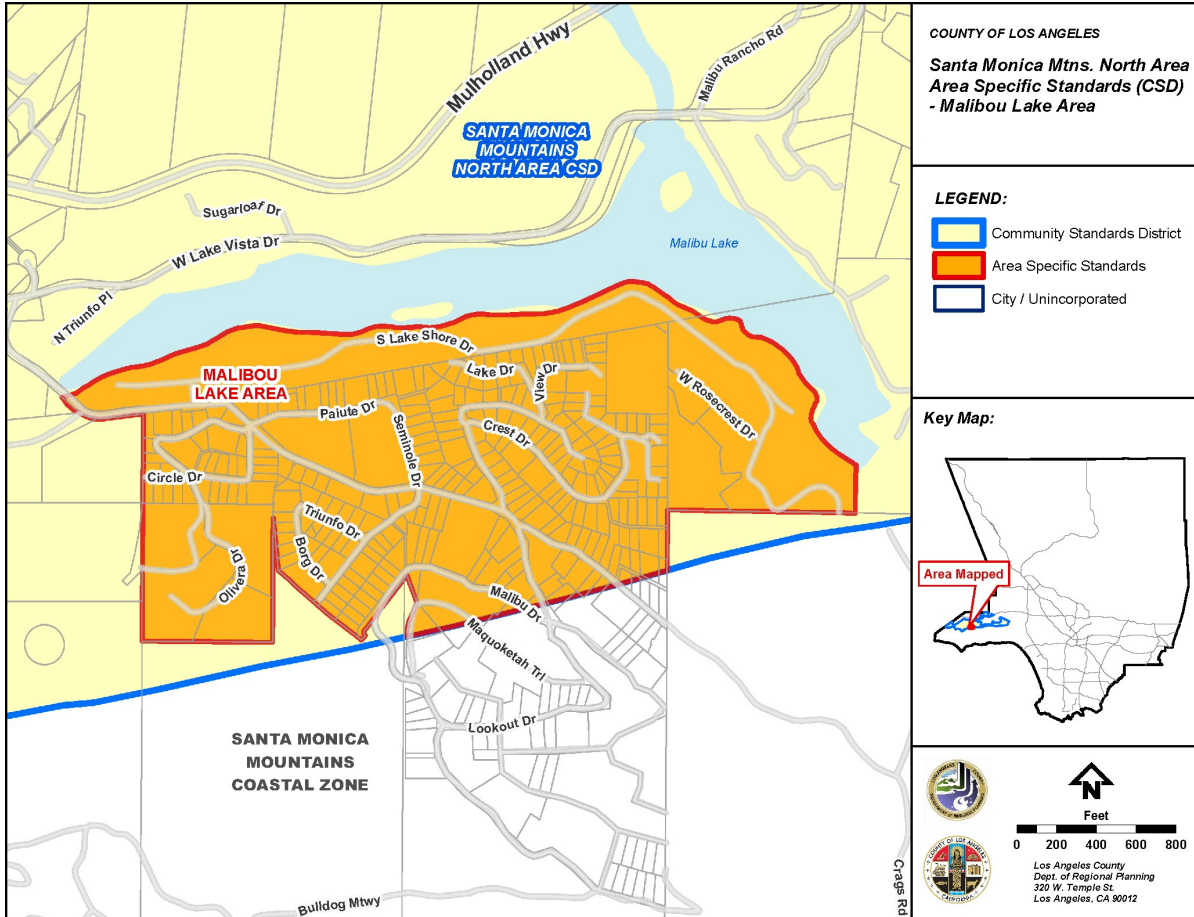 Mulholland Hwy
Malibu Rancho Rd
SANTA MONICA
MOUNTAINS
NORTH AREA CSD
Sugarloaf Dr
W Lake Vista Dr
N Triunfo Pl
Malibu Lake
S Lake Shore Dr
MALIBOU
LAKE AREA
Lake Dr
View Dr
W Rosecrest Dr
Paiute Dr
Seminole Dr
Crest Dr
Circle Dr
Triunfo Dr
Borg Dr
Olivera Dr
Malibu Dr
Maquoketah Trl
Lookout Dr
SANTA MONICA
MOUNTAINS
COASTAL ZONE
Bulldog Mtwy
Crags Rd
COUNTY OF LOS ANGELES
Santa Monica Mtns. North Area
Area Specific Standards (CSD)
- Malibou Lake Area
LEGEND:
Community Standards District
Area Specific Standards
City / Unincorporated
Key Map:
Area Mapped
N
Feet
0 200 400 600 800
Los Angeles County
Dept. of Regional Planning
320 W. Temple St.
Los Angeles, CA 90012